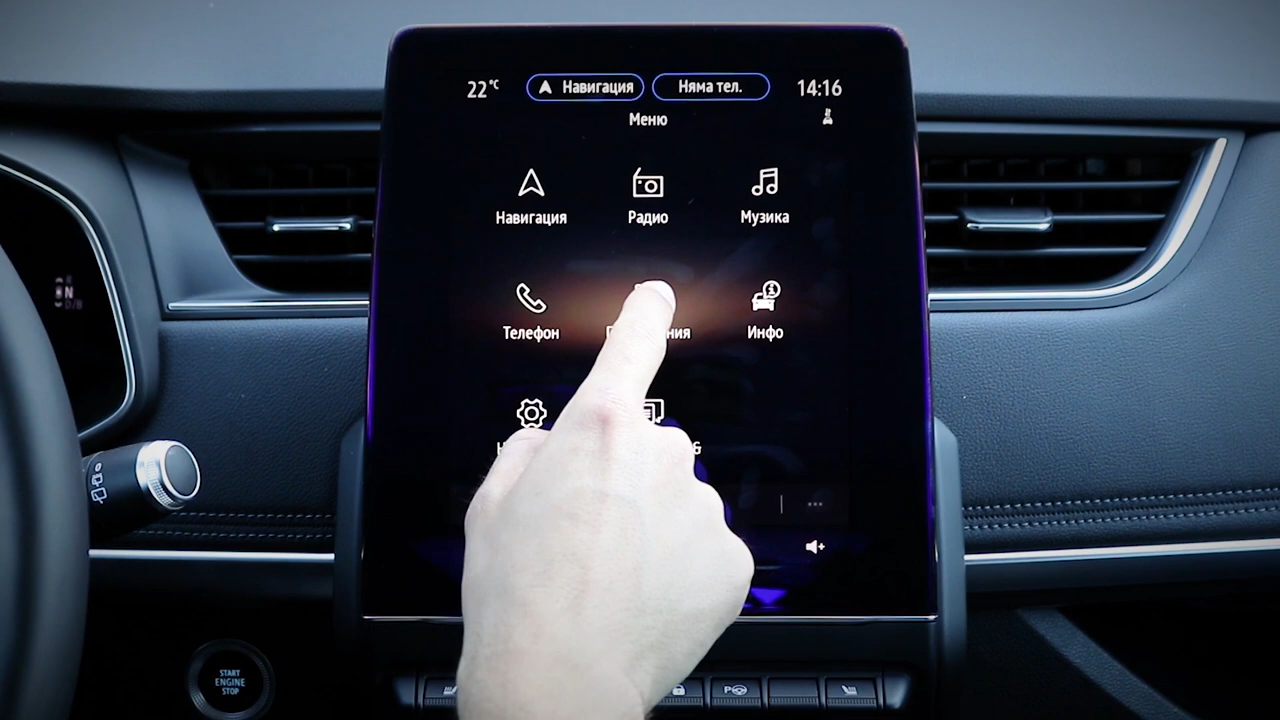 22°C Навигация Няма тел. 14:16
Меню
Навигация Радио Музика
Телефон Инфо
&
N
START
ENGINE
STOP
P